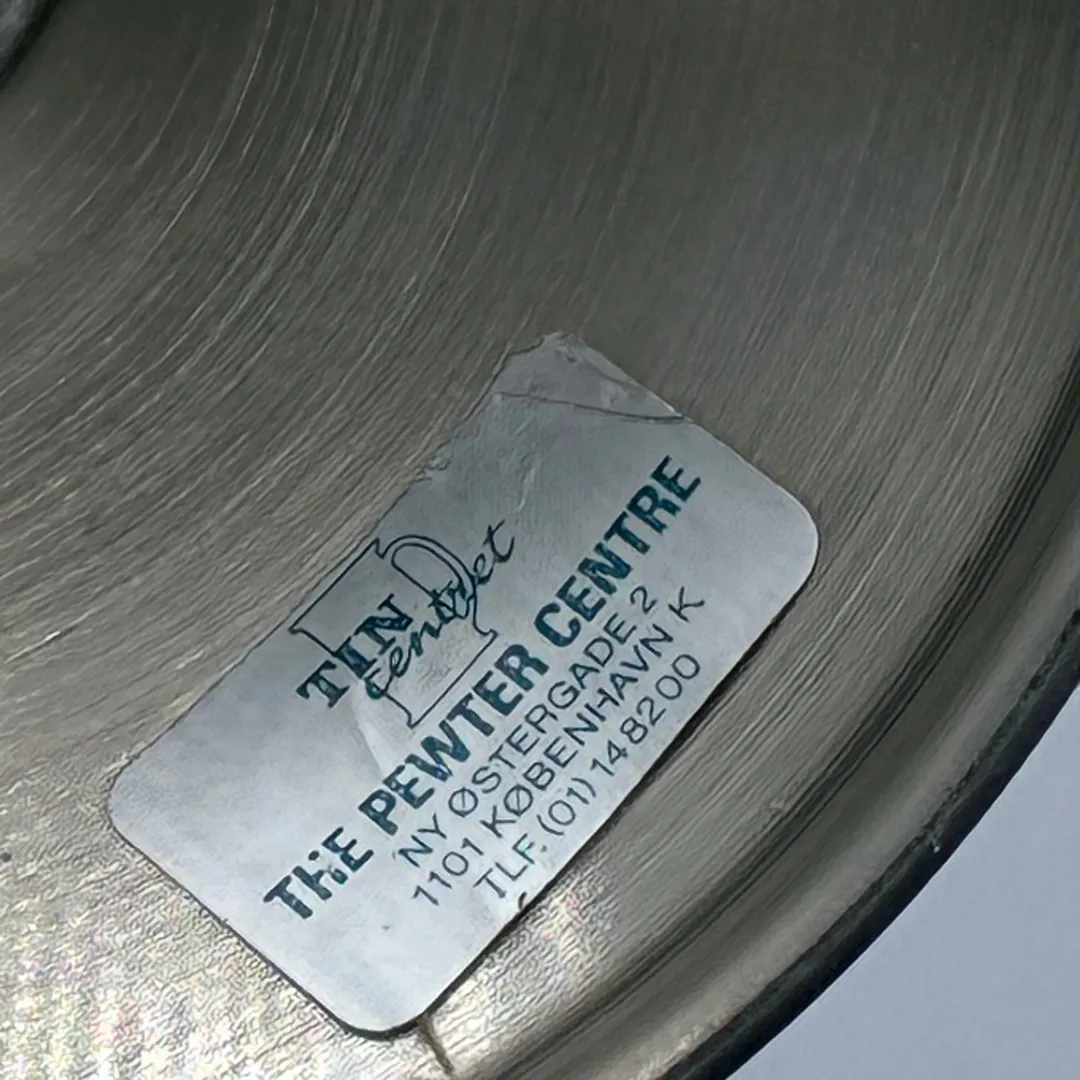 TIN
centret
THE PEWTER CENTRE
NY ØSTERGADE 2
1101 KØBENHAVN K
TLF. (01) 148200